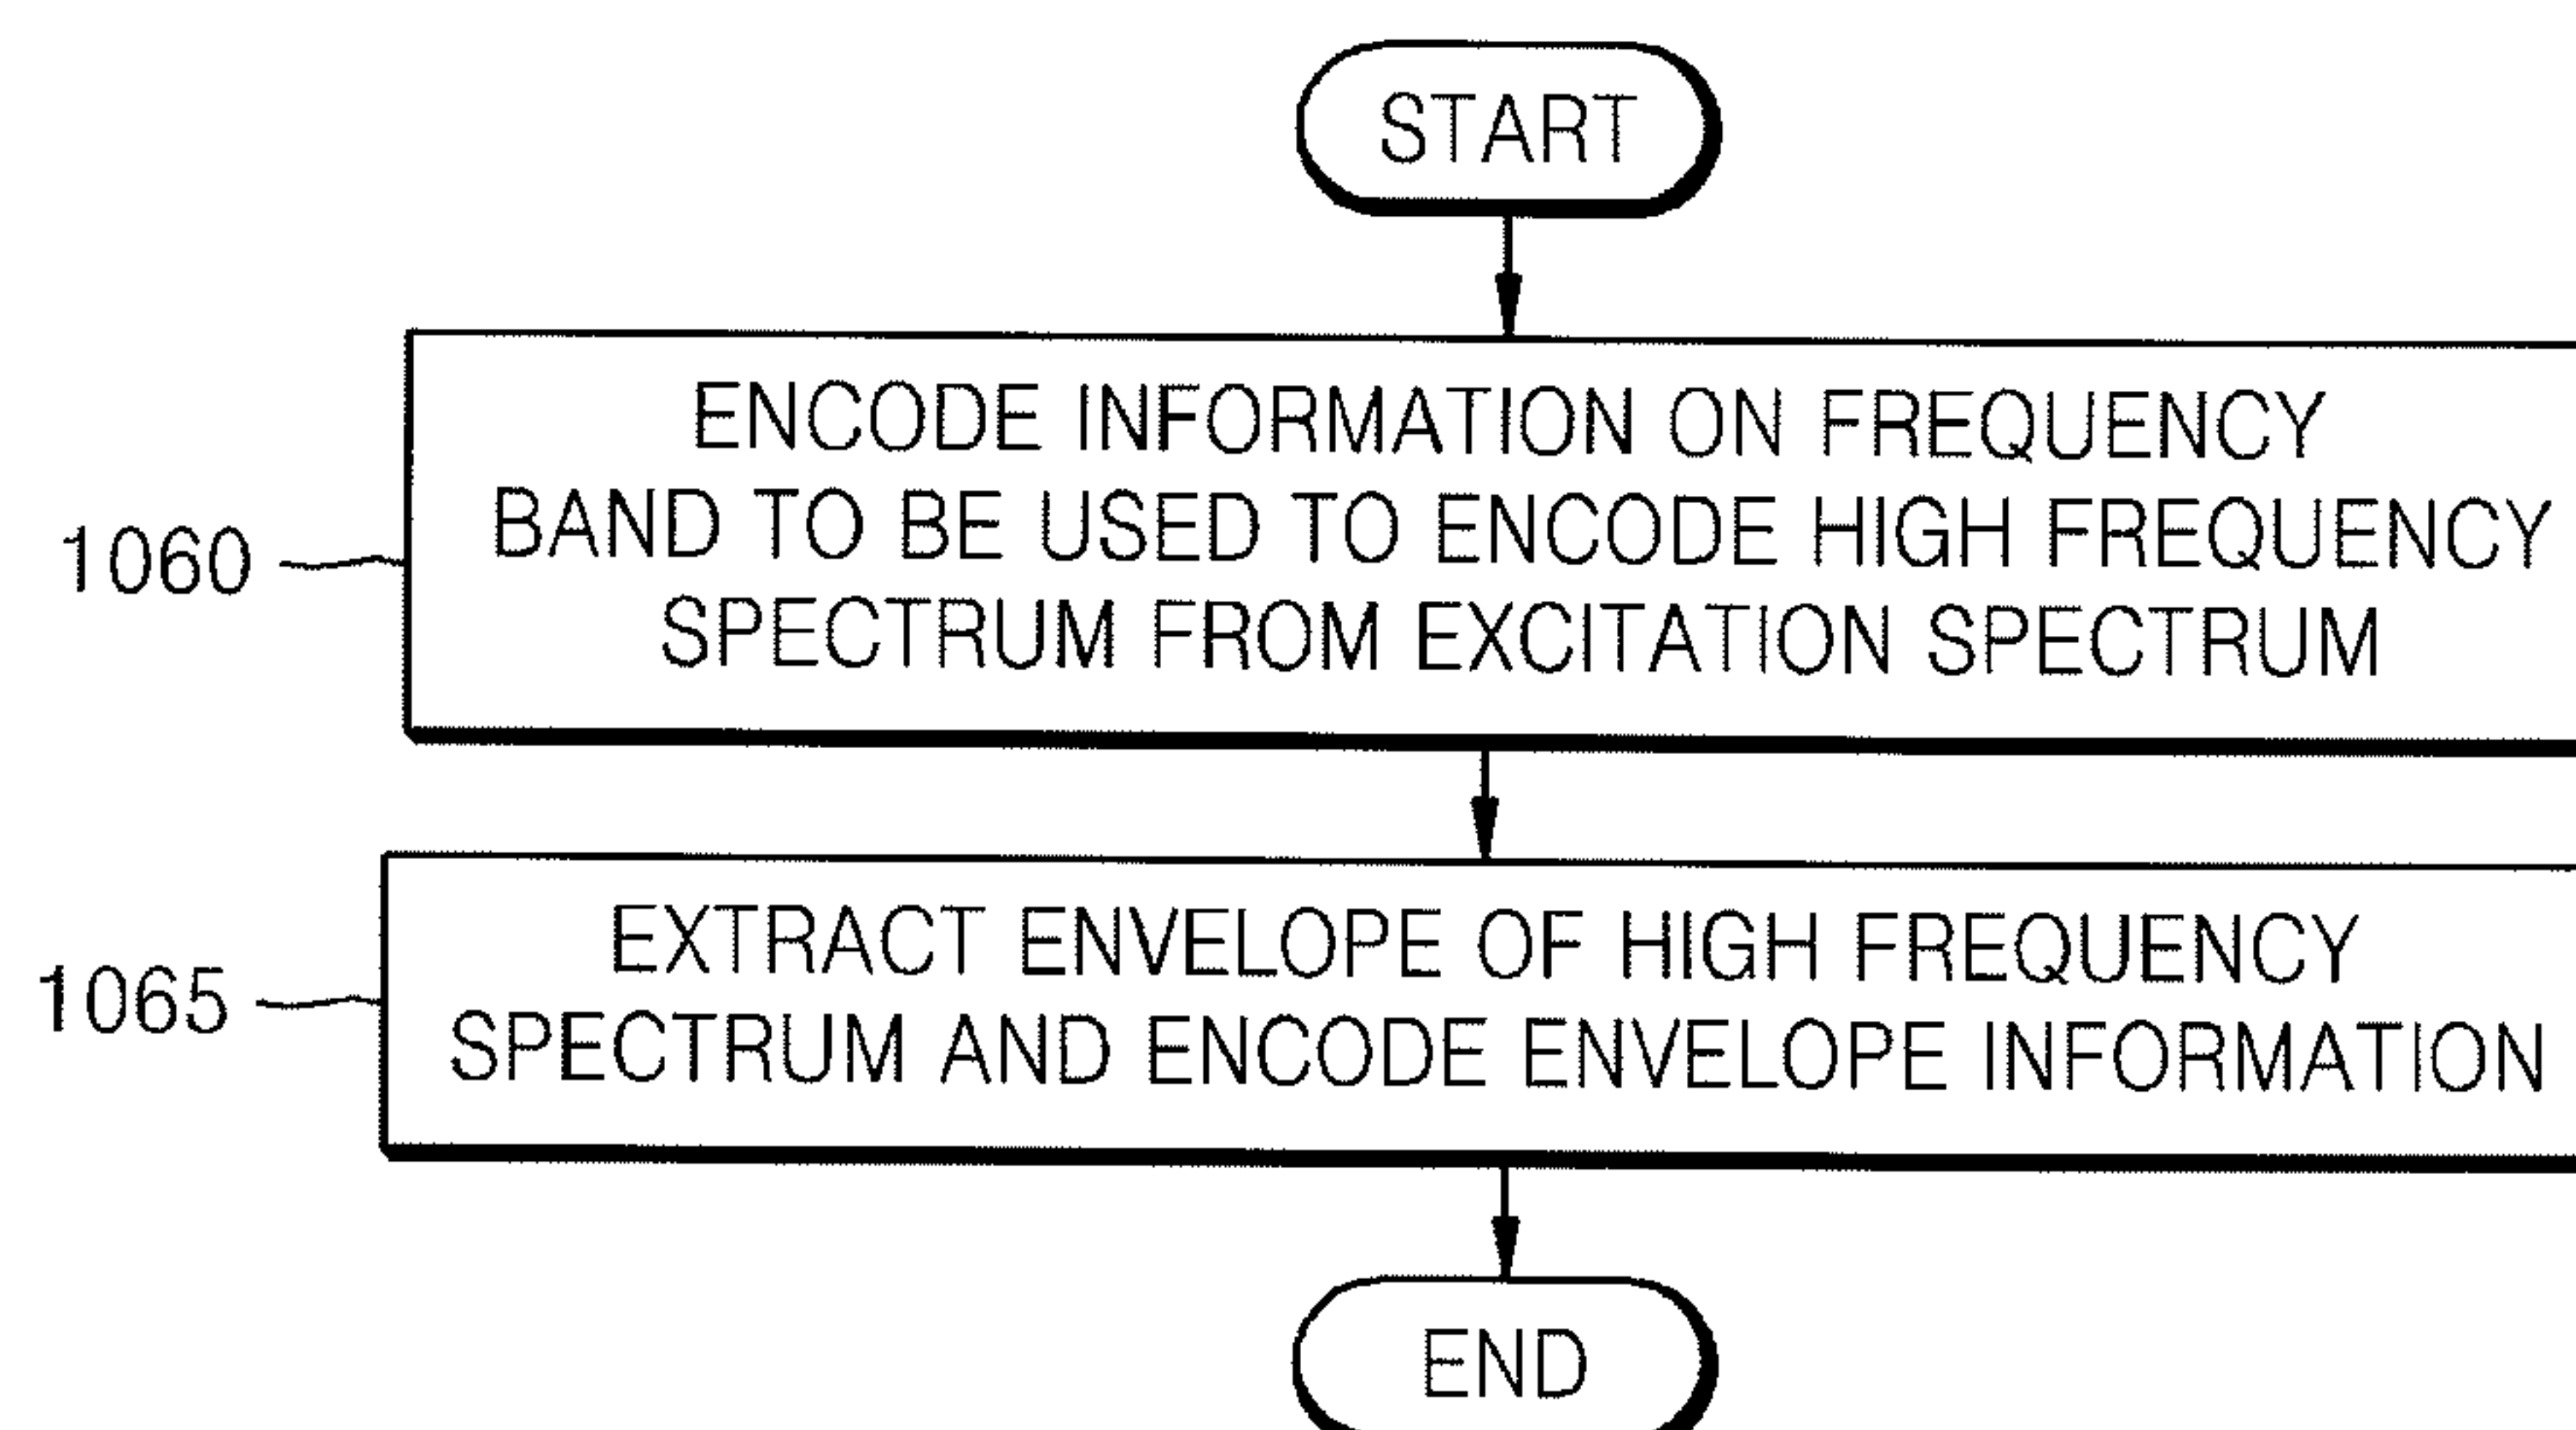 START
ENCODE INFORMATION ON FREQUENCY
BAND TO BE USED TO ENCODE HIGH FREQUENCY
SPECTRUM FROM EXCITATION SPECTRUM
1060
EXTRACT ENVELOPE OF HIGH FREQUENCY
SPECTRUM AND ENCODE ENVELOPE INFORMATION
1065
END